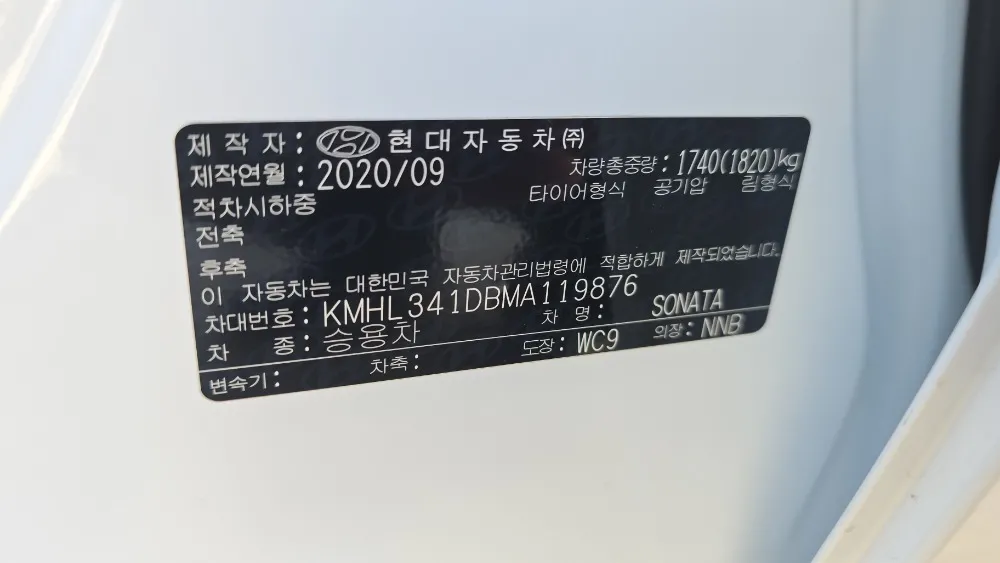 제 작 자 : 현대자동차㈜
제작연월 : 2020/09 차량총중량 : 1740(1820)kg
적차시하중 타이어형식 공기압 림형식
전축
후축
이 자동차는 대한민국 자동차관리법령에 적합하게 제작되었습니다.
차대번호 : KMHL341DBMA119876
차 종 : 승용차 차 명 : SONATA
변속기 : 차축 : 도장 : WC9 의장 : NNB